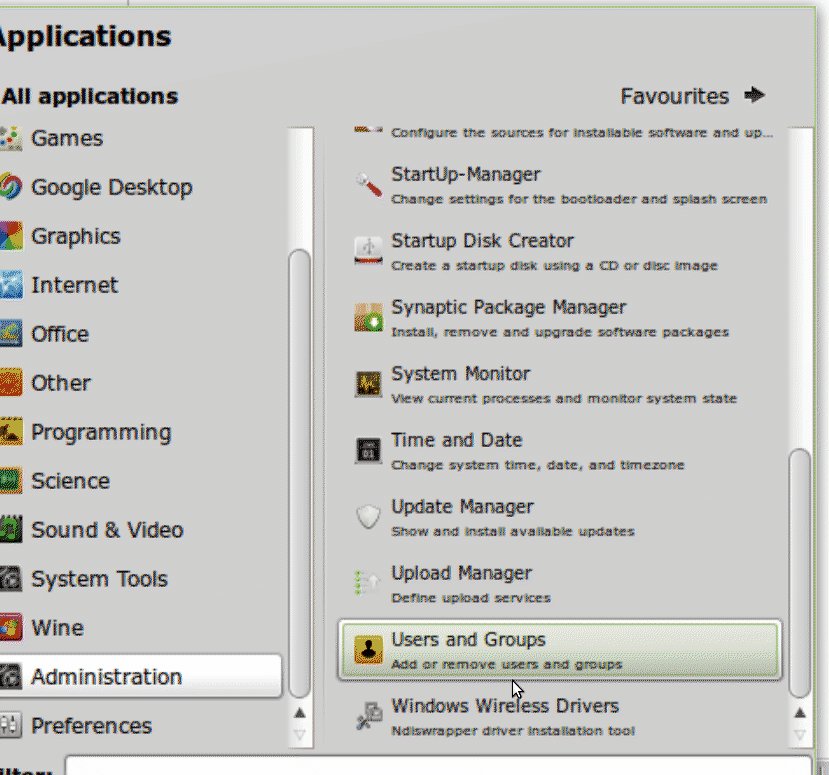 Applications
All applications
Favourites
Games
Google Desktop
Graphics
Internet
Office
Other
Programming
Science
Sound & Video
System Tools
Wine
Administration
Preferences
Configure the sources for installable software and up...
StartUp-Manager
Change settings for the bootloader and splash screen
Startup Disk Creator
Create a startup disk using a CD or disc image
Synaptic Package Manager
Install, remove and upgrade software packages
System Monitor
View current processes and monitor system state
Time and Date
Change system time, date, and timezone
Update Manager
Show and install available updates
Upload Manager
Define upload services
Users and Groups
Add or remove users and groups
Windows Wireless Drivers
Ndiswrapper driver installation tool